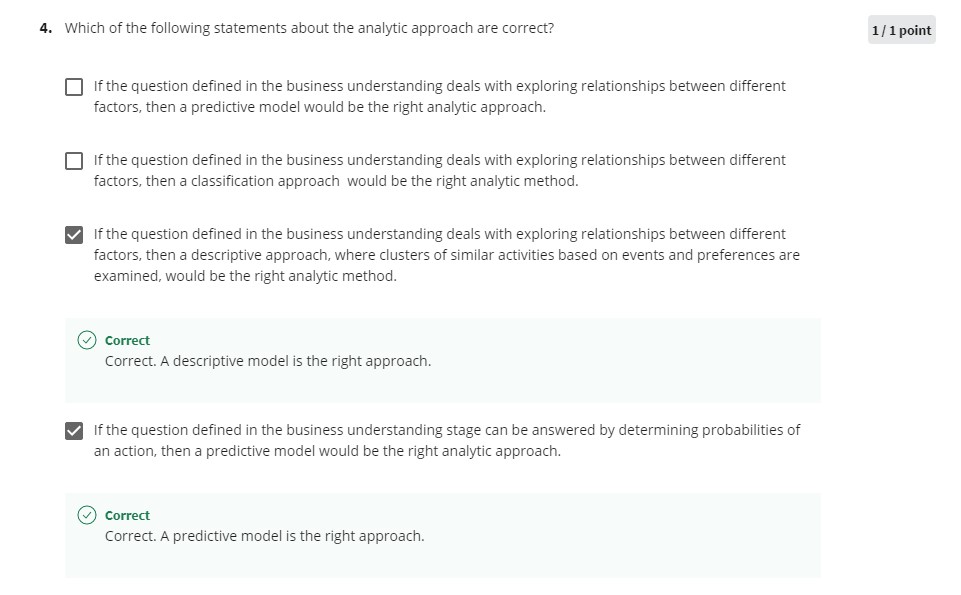 4. Which of the following statements about the analytic approach are correct?
1 / 1 point
If the question defined in the business understanding deals with exploring relationships between different
factors, then a predictive model would be the right analytic approach.
If the question defined in the business understanding deals with exploring relationships between different
factors, then a classification approach  would be the right analytic method.
If the question defined in the business understanding deals with exploring relationships between different
factors, then a descriptive approach, where clusters of similar activities based on events and preferences are
examined, would be the right analytic method.
Correct
Correct. A descriptive model is the right approach.
If the question defined in the business understanding stage can be answered by determining probabilities of
an action, then a predictive model would be the right analytic approach.
Correct
Correct. A predictive model is the right approach.